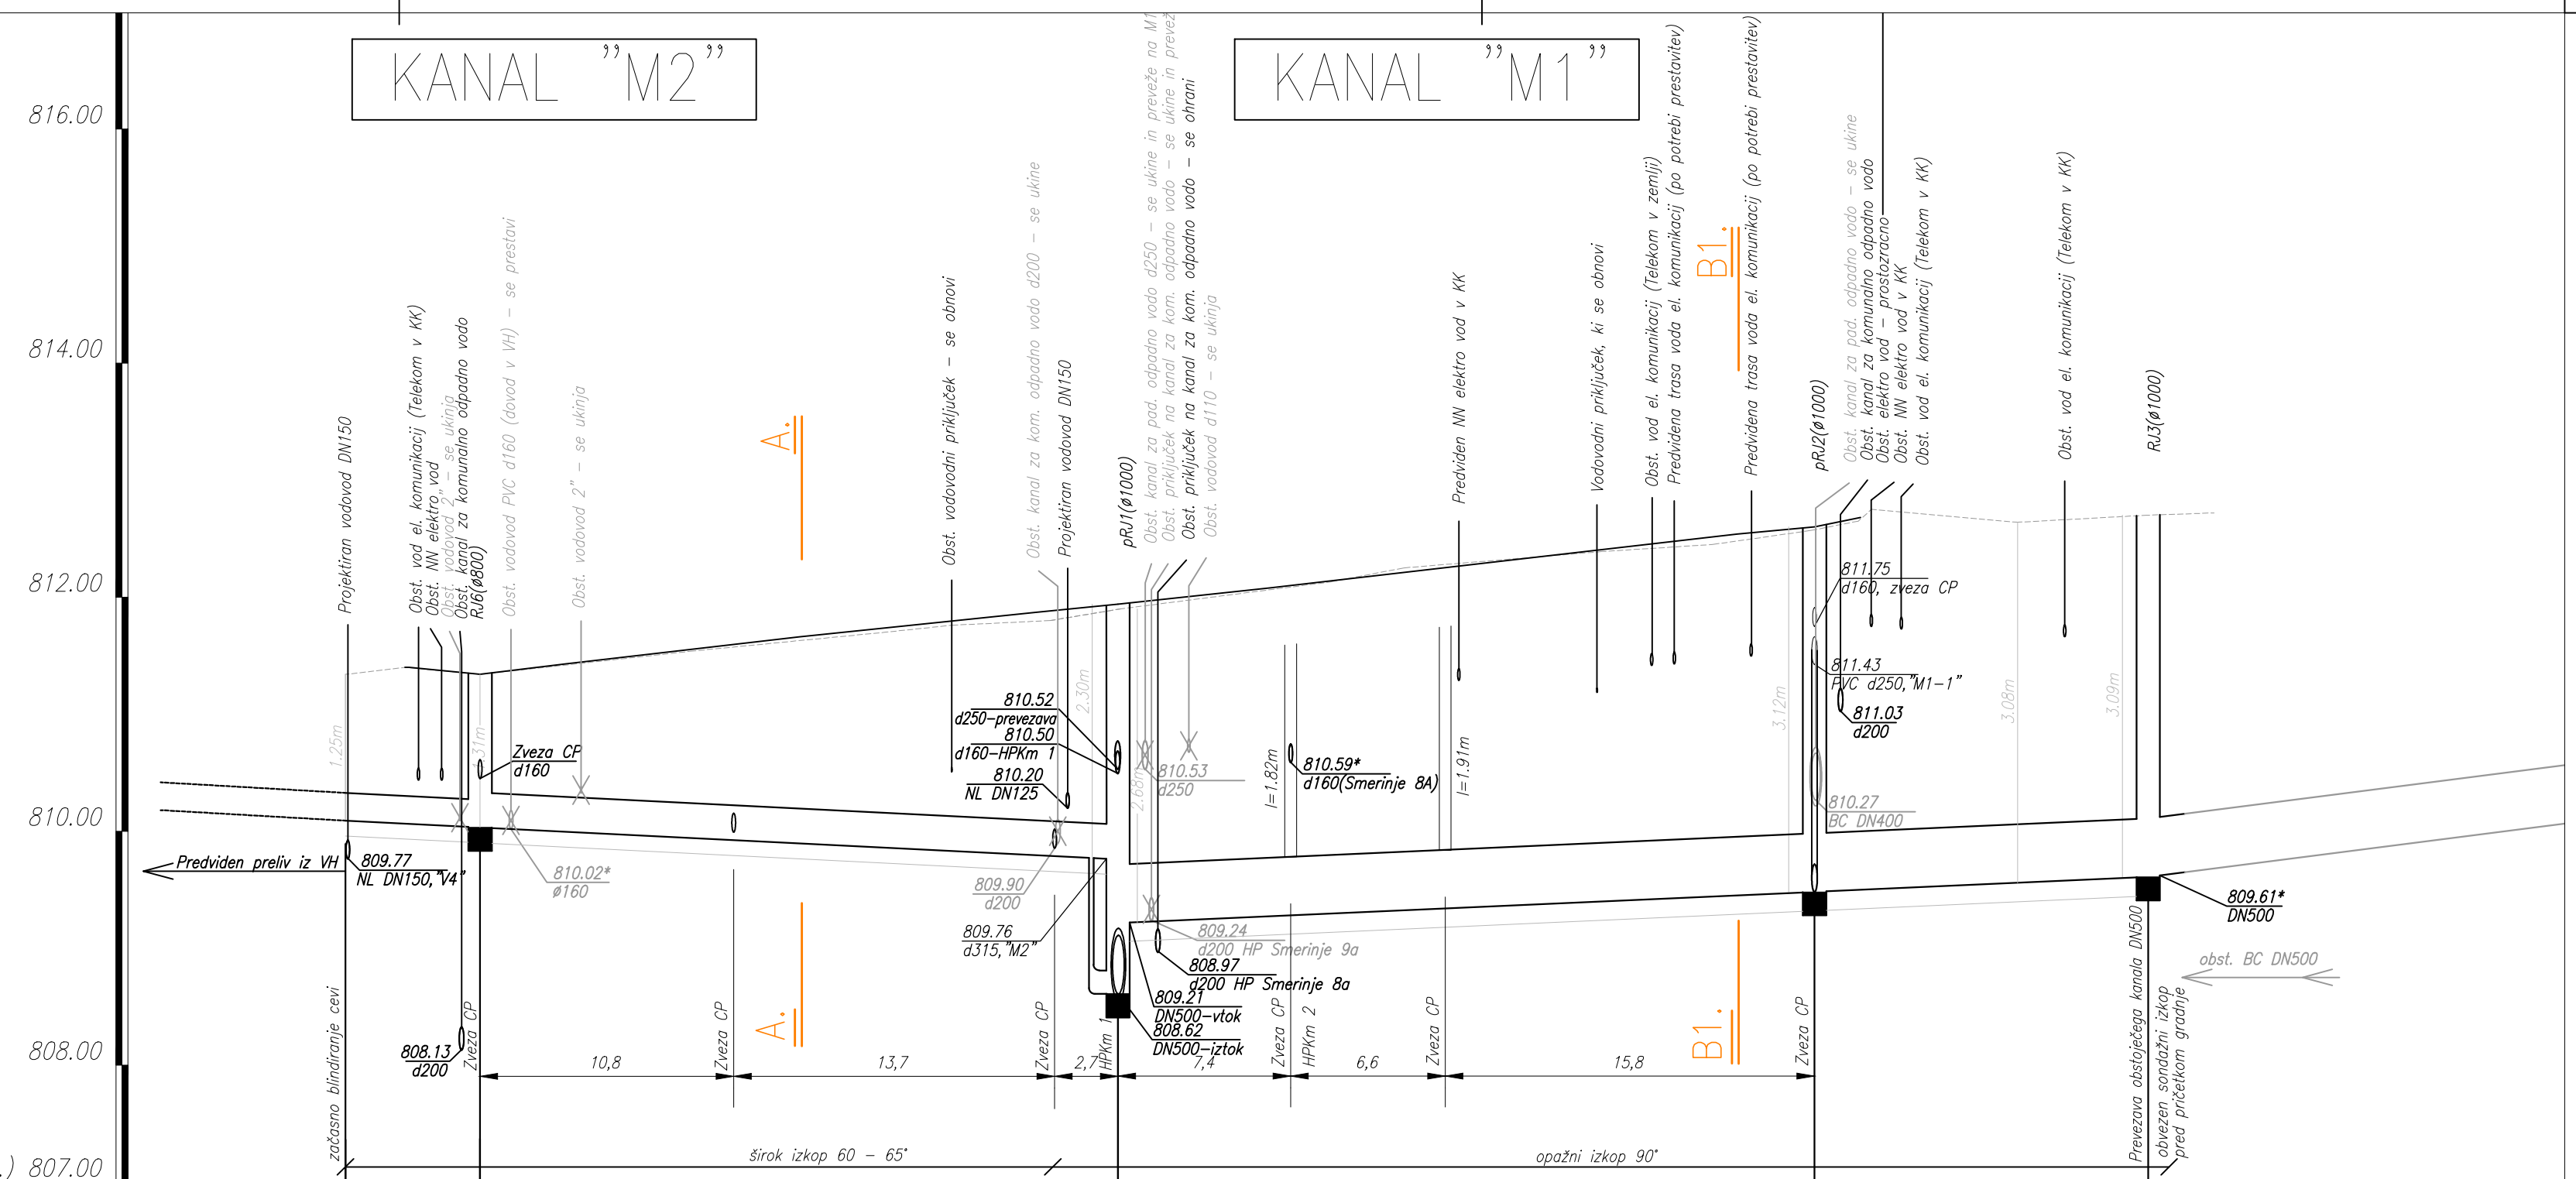 KANAL "M2"
KANAL "M1"
816.00
814.00
812.00
810.00
808.00
.) 807.00
Projektiran vodovod DN150
Obst. vod el. komunikacij (Telekom v KK)
Obst. NN elektro vod
Obst. vodovod 2" - se ukinja
Obst. kanal za komunalno odpadno vodo
RJ6(ø800)
Obst. vodovod PVC d160 (dovod v VH) - se prestavi
Obst. vodovod 2" - se ukinja
A.
Obst. vodovodni priključek - se obnovi
Obst. kanal za kom. odpadno vodo d200 - se ukine
Projektiran vodovod DN150
pRJ1(ø1000)
Obst. kanal za pad. odpadno vodo d250 - se ukine in preveže na M1
Obst. priključek na kanal za kom. odpadno vodo - se ukine in prevež
Obst. priključek na kanal za kom. odpadno vodo - se ohrani
Obst. vodovod d110 - se ukinja
Predviden NN elektro vod v KK
Vodovodni priključek, ki se obnovi
Obst. vod el. komunikacij (Telekom v zemlji)
Predvidena trasa voda el. komunikacij (po potrebi prestavitev)
B1.
Predvidena trasa voda el. komunikacij (po potrebi prestavitev)
pRJ2(ø1000)
Obst. kanal za pad. odpadno vodo - se ukine
Obst. kanal za komunalno odpadno vodo
Obst. elektro vod - prostozračno
Obst. NN elektro vod v KK
Obst. vod el. komunikacij (Telekom v KK)
Obst. vod el. komunikacij (Telekom v KK)
RJ3(ø1000)
1.25m
1.31m
2.30m
2.68m
l=1.82m
l=1.91m
3.12m
3.08m
3.09m
Zveza CP
d160
810.52
d250-prevezava
810.50
d160-HPKm 1
810.20
NL DN125
810.53
d250
810.59*
d160(Smerinje 8A)
811.75
d160, zveza CP
811.43
PVC d250,"M1-1"
811.03
d200
810.27
BC DN400
Predviden preliv iz VH
809.77
NL DN150,"V4"
810.02*
ø160
809.90
d200
809.76
d315,"M2"
809.24
d200 HP Smerinje 9a
808.97
d200 HP Smerinje 8a
809.21
DN500-vtok
808.62
DN500-iztok
809.61*
DN500
obst. BC DN500
808.13
d200
začasno blindiranje cevi
Zveza CP
Zveza CP
A.
Zveza CP
HPKm 1
Zveza CP
HPKm 2
Zveza CP
B1.
Zveza CP
Prevezava obstoječega kanala DN500
obvezen sondažni izkop
pred pričetkom gradnje
10,8
13,7
2,7
7,4
6,6
15,8
širok izkop 60 - 65°
opažni izkop 90°